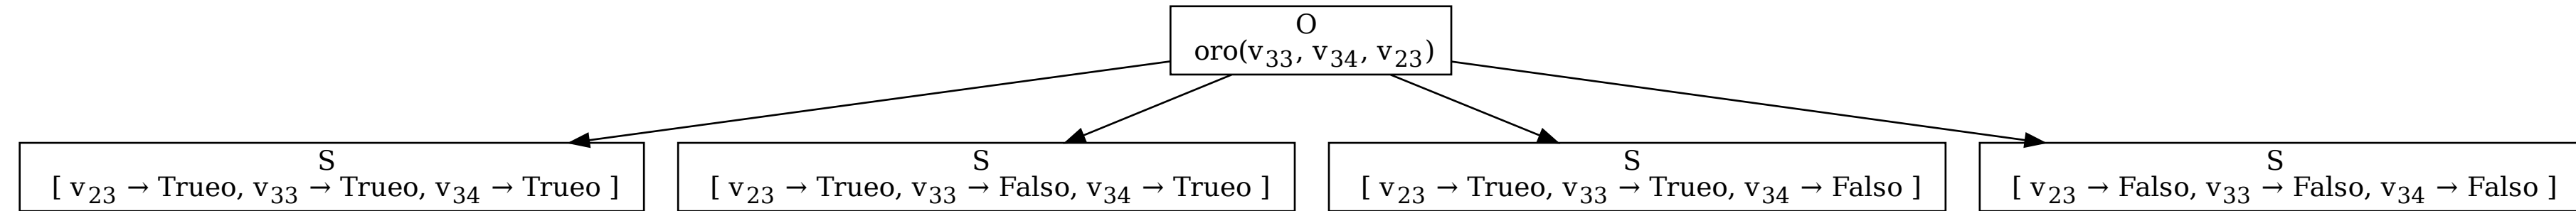 O
oro(v33, v34, v23)
S
[ v23 → Trueo, v33 → Trueo, v34 → Trueo ]
S
[ v23 → Trueo, v33 → Falso, v34 → Trueo ]
S
[ v23 → Trueo, v33 → Trueo, v34 → Falso ]
S
[ v23 → Falso, v33 → Falso, v34 → Falso ]